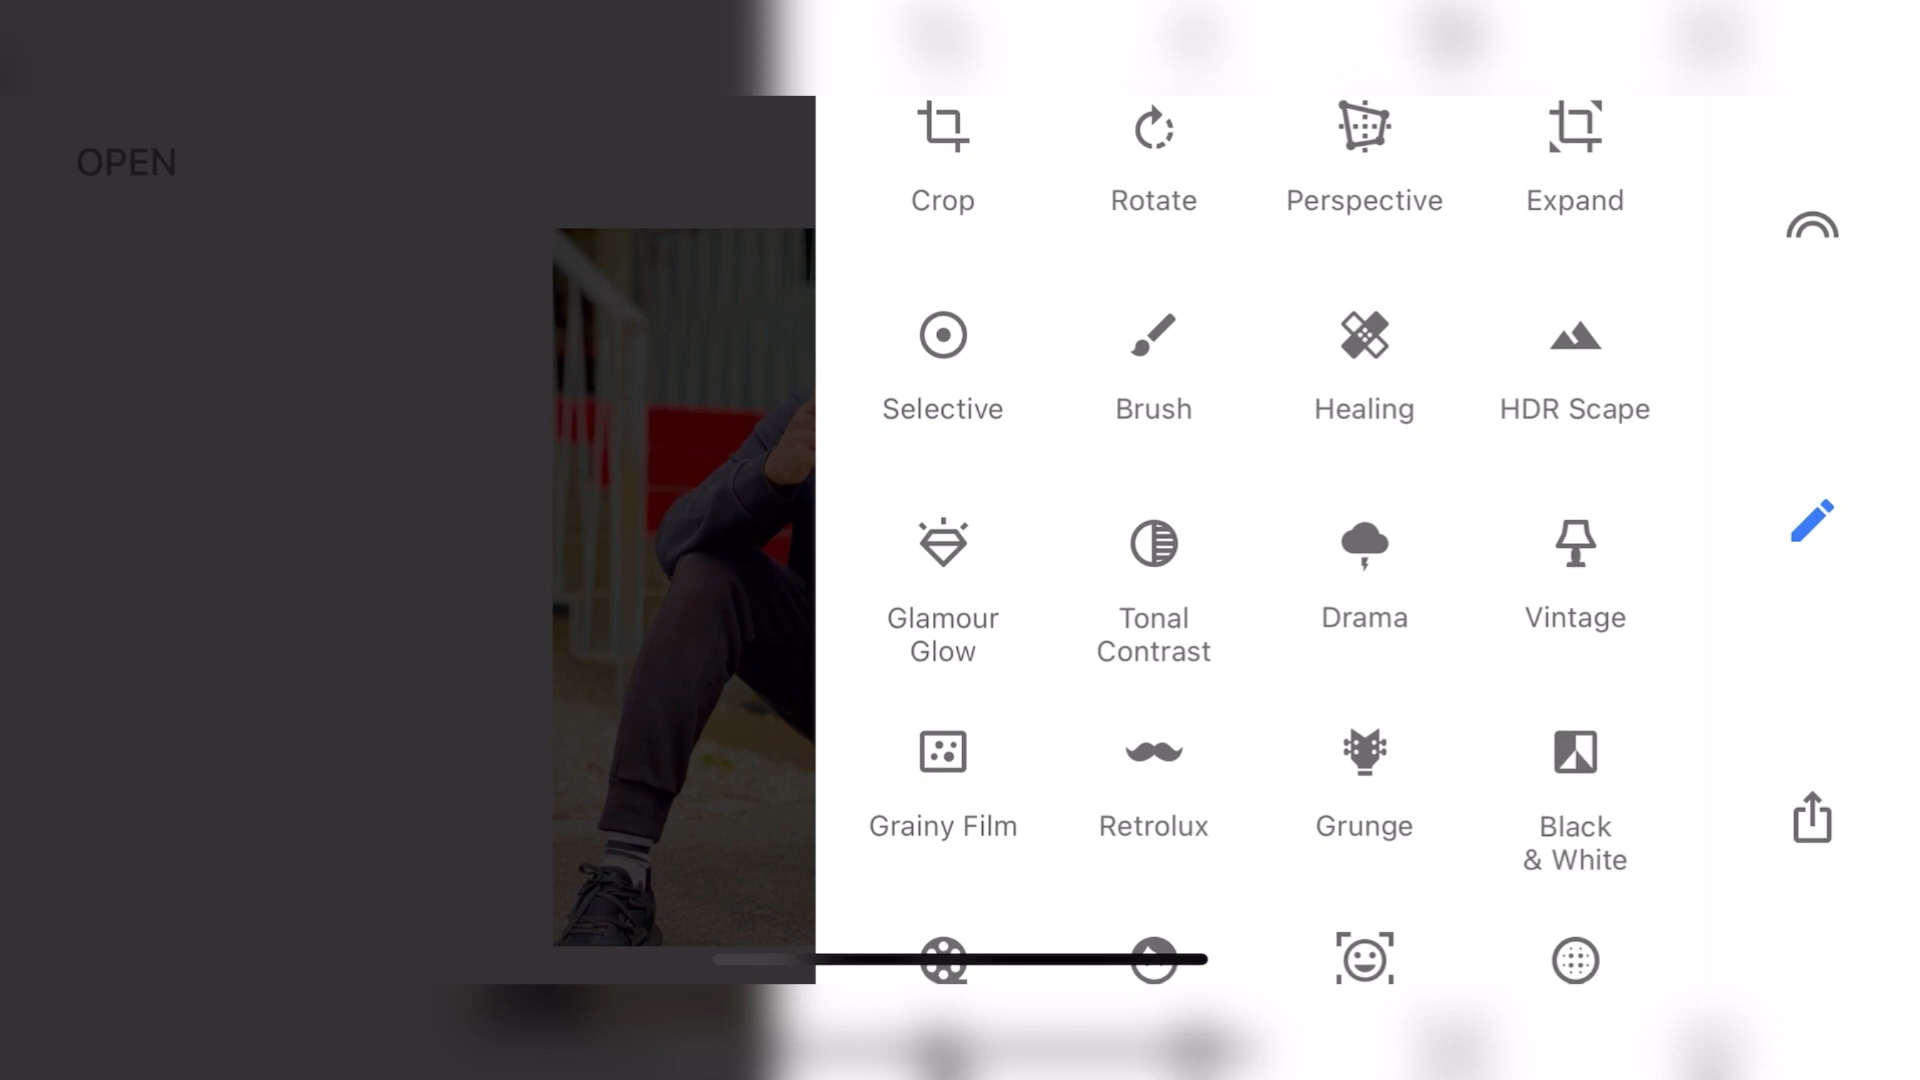 OPEN
Crop
Rotate
Perspective
Expand
Selective
Brush
Healing
HDR Scape
Glamour
Glow
Tonal
Contrast
Drama
Vintage
Grainy Film
Retrolux
Grunge
Black
& White